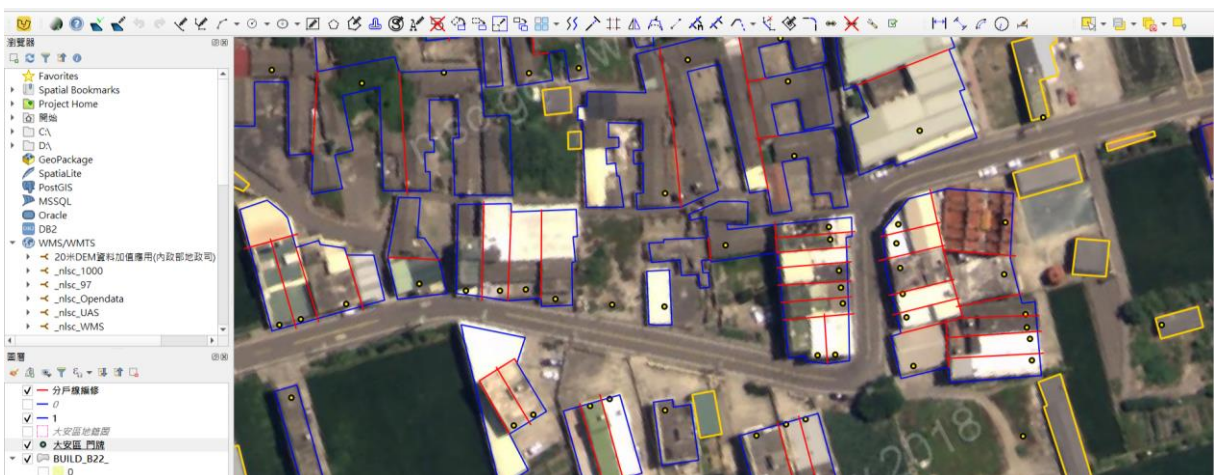 瀏覽器
Favorites
Spatial Bookmarks
Project Home
開始
C:\
D:\
GeoPackage
SpatiaLite
PostGIS
MSSQL
Oracle
DB2
WMS/WMTS
20米DEM資料加值應用(內政部地政司)
_nlsc_1000
_nlsc_97
_nlsc_Opendata
_nlsc_UAS
_nlsc_WMS
圖層
分戶線編修
0
1
大安區地籍圖
大安區_門牌
BUILD_B22_
0
2018